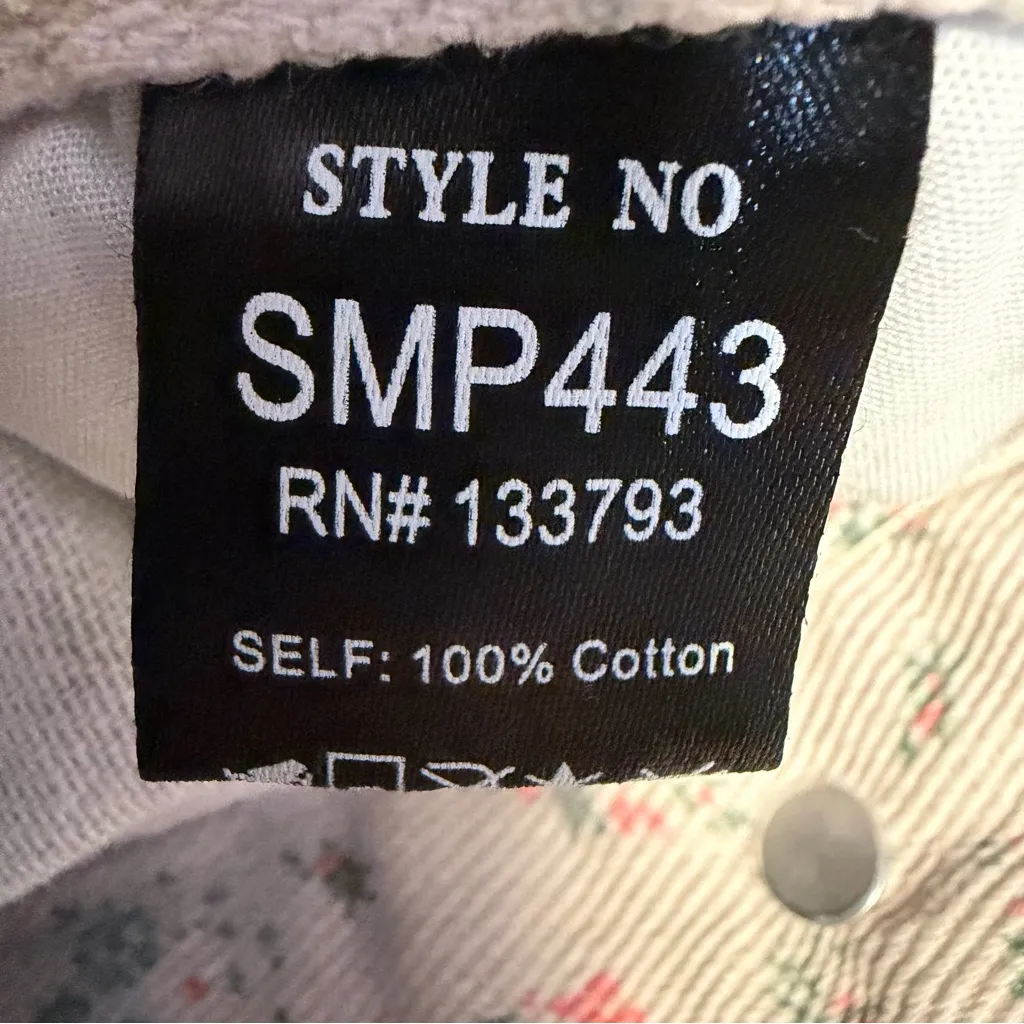 STYLE NO
SMP443
RN# 133793
SELF: 100% Cotton